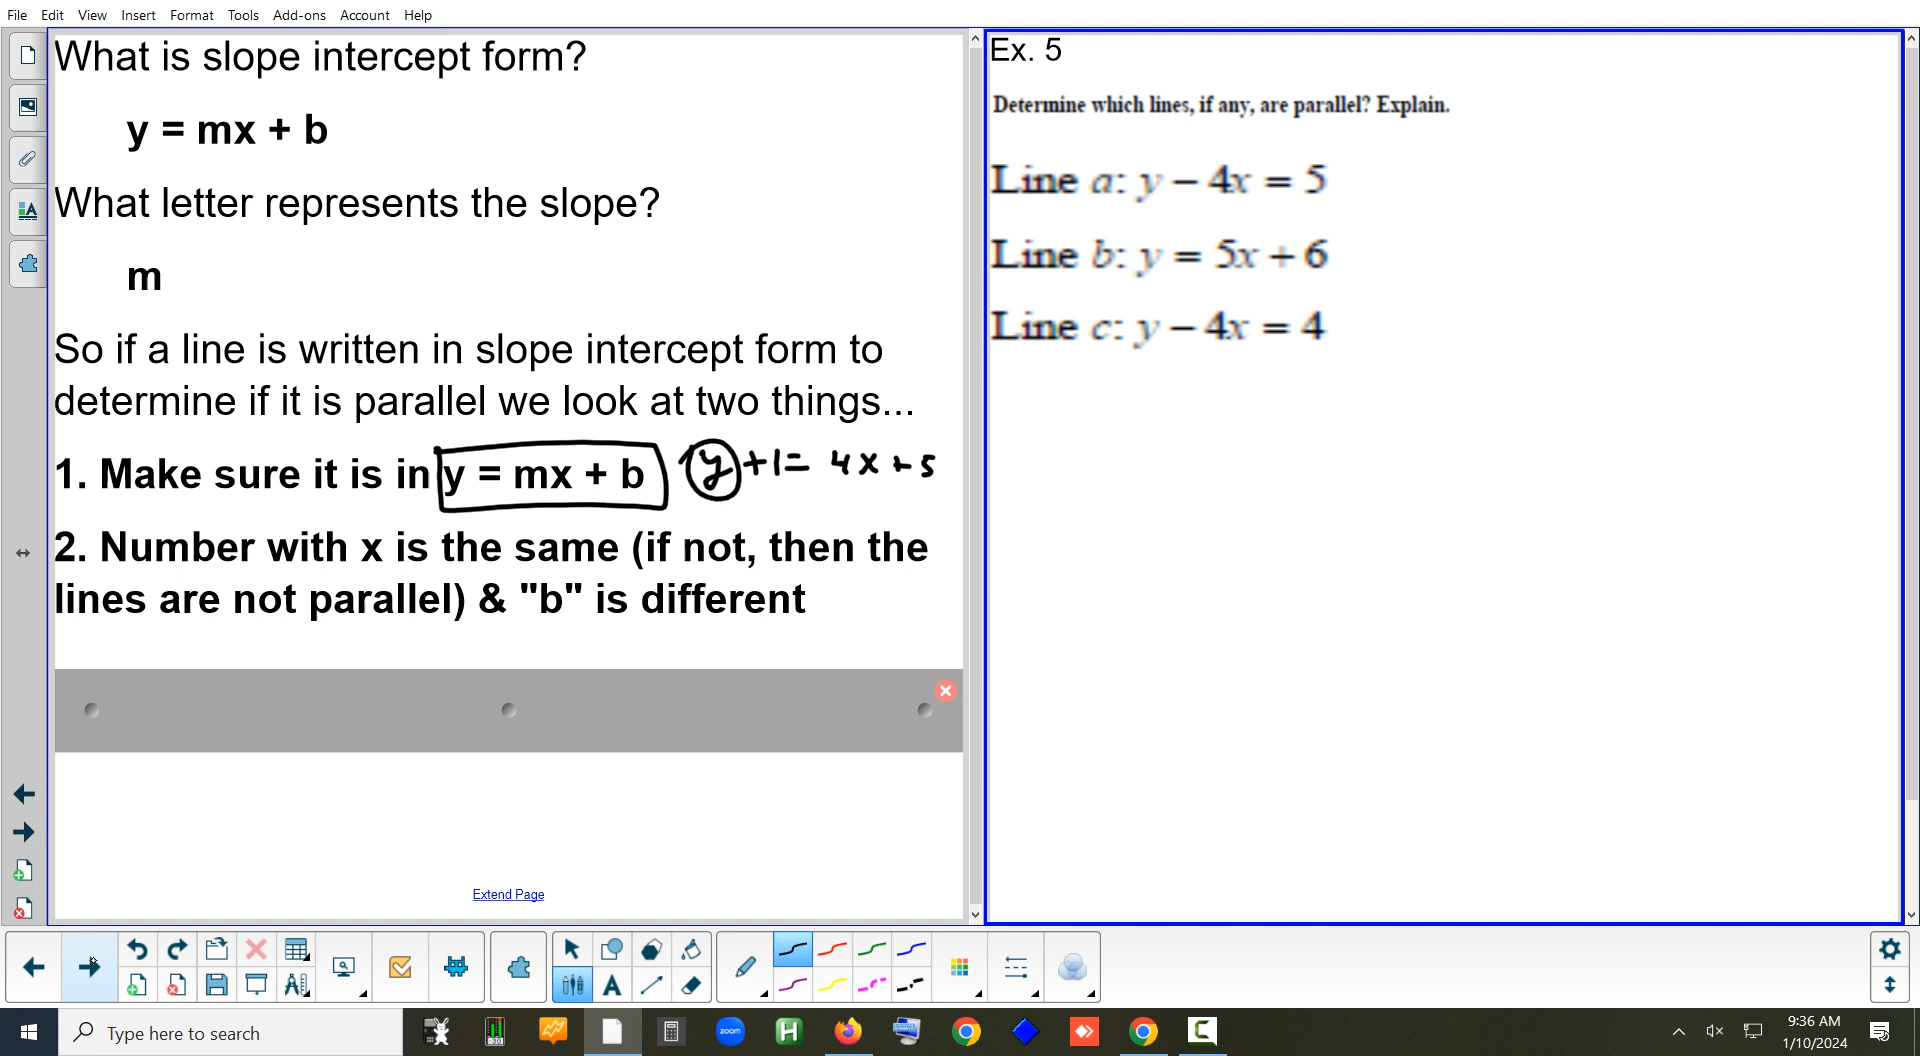 File Edit View Insert Format Tools Add-ons Account Help
What is slope intercept form?
y = mx + b
What letter represents the slope?
m
So if a line is written in slope intercept form to
determine if it is parallel we look at two things...
1. Make sure it is in y = mx + b y + 1 = 4x + 5
2. Number with x is the same (if not, then the
lines are not parallel) & "b" is different
Extend Page
Ex. 5
Determine which lines, if any, are parallel? Explain.
Line a: y − 4x = 5
Line b: y = 5x + 6
Line c: y − 4x = 4
Type here to search
zoom
9:36 AM
1/10/2024